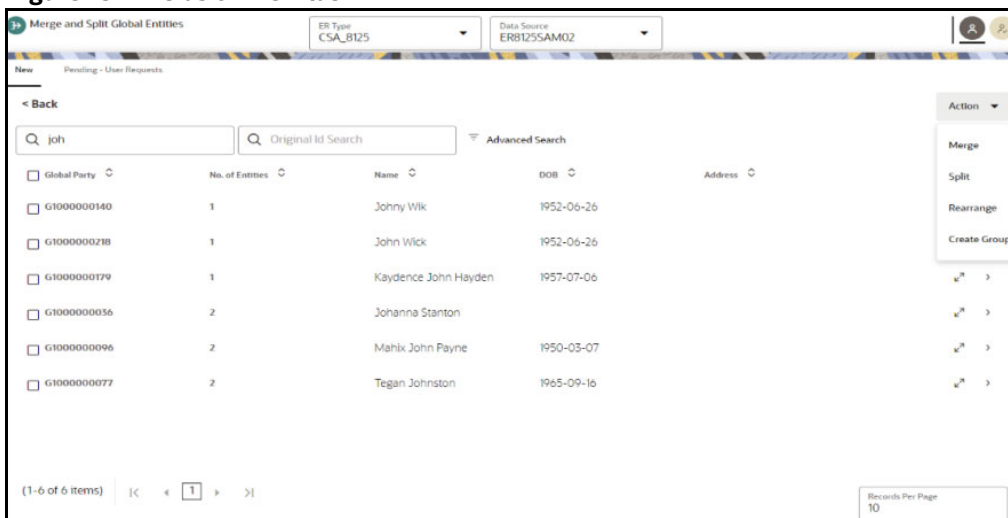 Merge and Split Global Entities
ER Type
CSA_8125
Data Source
ER8125SAM02
New Pending - User Requests
< Back
Action
joh
Original Id Search
Advanced Search
Merge
Split
Rearrange
Create Group
Global Party No. of Entities Name DOB Address
G1000000140 1 Johny Wik 1952-06-26
G1000000218 1 John Wick 1952-06-26
G1000000179 1 Kaydence John Hayden 1957-07-06
G1000000036 2 Johanna Stanton
G1000000096 2 Mahix John Payne 1950-03-07
G1000000077 2 Tegan Johnston 1965-09-16
(1-6 of 6 items) 1
Records Per Page
10